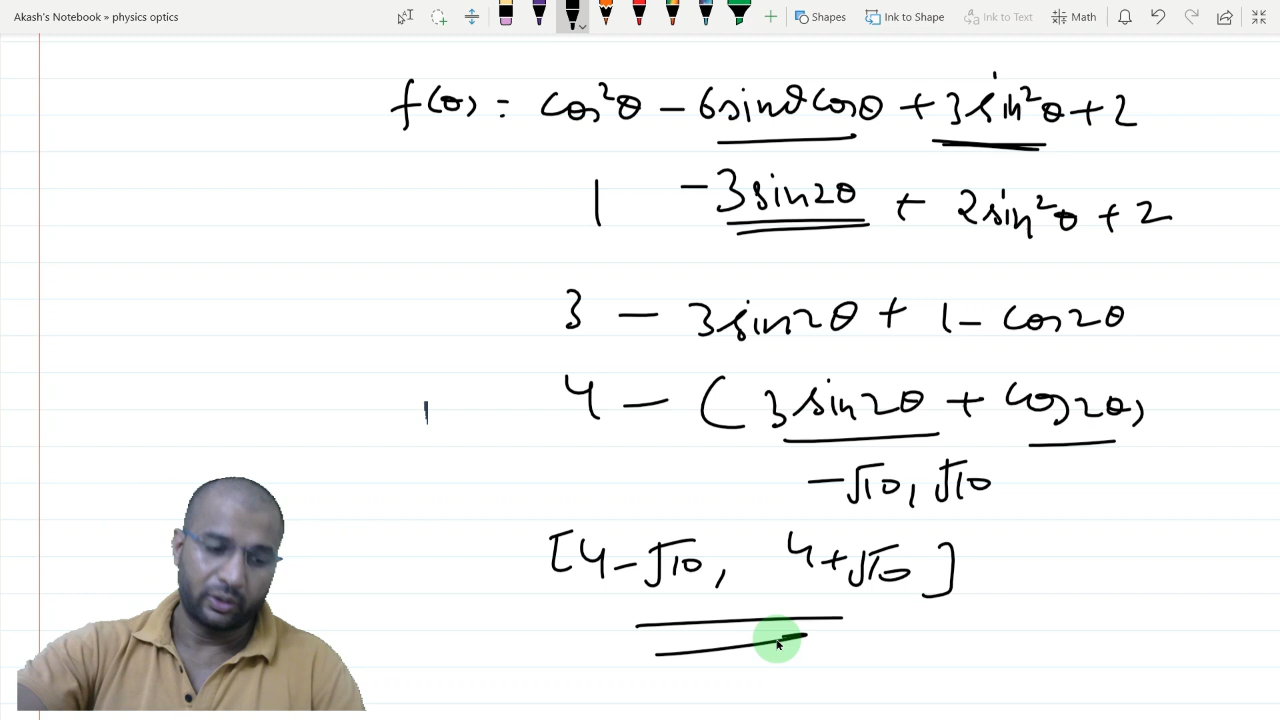 Akash's Notebook » physics optics
Shapes Ink to Shape Ink to Text Math
f(θ) = cos²θ - 6sinθcosθ + 3sin²θ + 2
1 - 3sin2θ + 2sin²θ + 2
3 - 3sin2θ + 1 - cos2θ
4 - (3sin2θ + cos2θ)
-√10, √10
[4-√10, 4+√10]